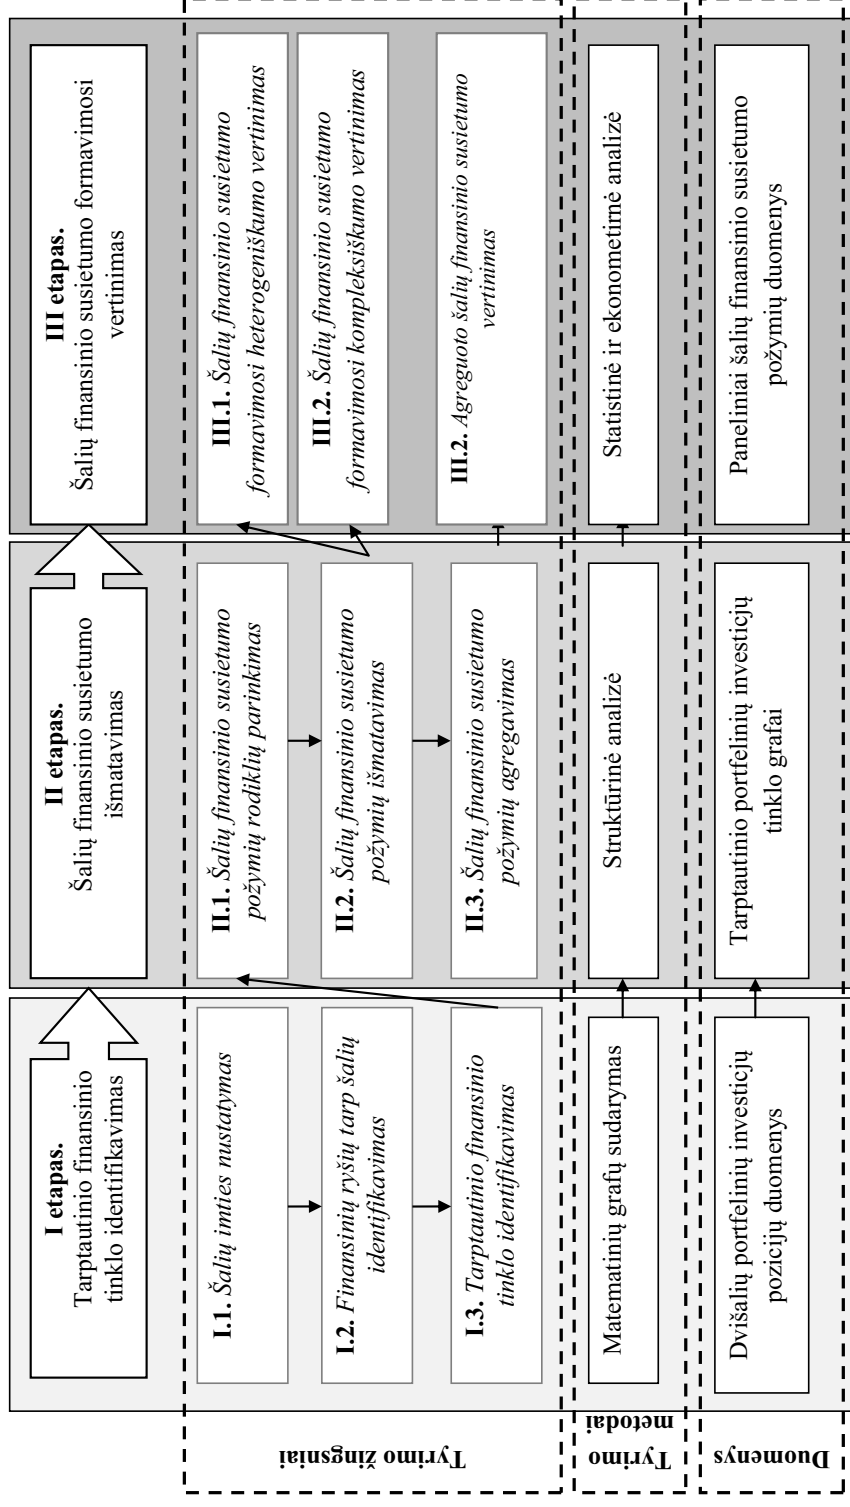 I etapas.
Tarptautinio finansinio
tinklo identifikavimas
II etapas.
Šalių finansinio susietumo
išmatavimas
III etapas.
Šalių finansinio susietumo formavimosi
vertinimas
Tyrimo žingsniai
I.1. Šalių imties nustatymas
I.2. Finansinių ryšių tarp šalių
identifikavimas
I.3. Tarptautinio finansinio
tinklo identifikavimas
II.1. Šalių finansinio susietumo
požymių rodiklių parinkimas
II.2. Šalių finansinio susietumo
požymių išmatavimas
II.3. Šalių finansinio susietumo
požymių agregavimas
III.1. Šalių finansinio susietumo
formavimosi heterogeniškumo vertinimas
III.2. Šalių finansinio susietumo
formavimosi kompleksiškumo vertinimas
III.2. Agreguoto šalių finansinio susietumo
vertinimas
Tyrimo
metodai
Matematinių grafų sudarymas
Struktūrinė analizė
Statistinė ir ekonometirnė analizė
Duomenys
Dvišalių portfelinių investicjų
pozicijų duomenys
Tarptautinio portfelinių investicjų
tinklo grafai
Paneliniai šalių finansinio susietumo
požymių duomenys